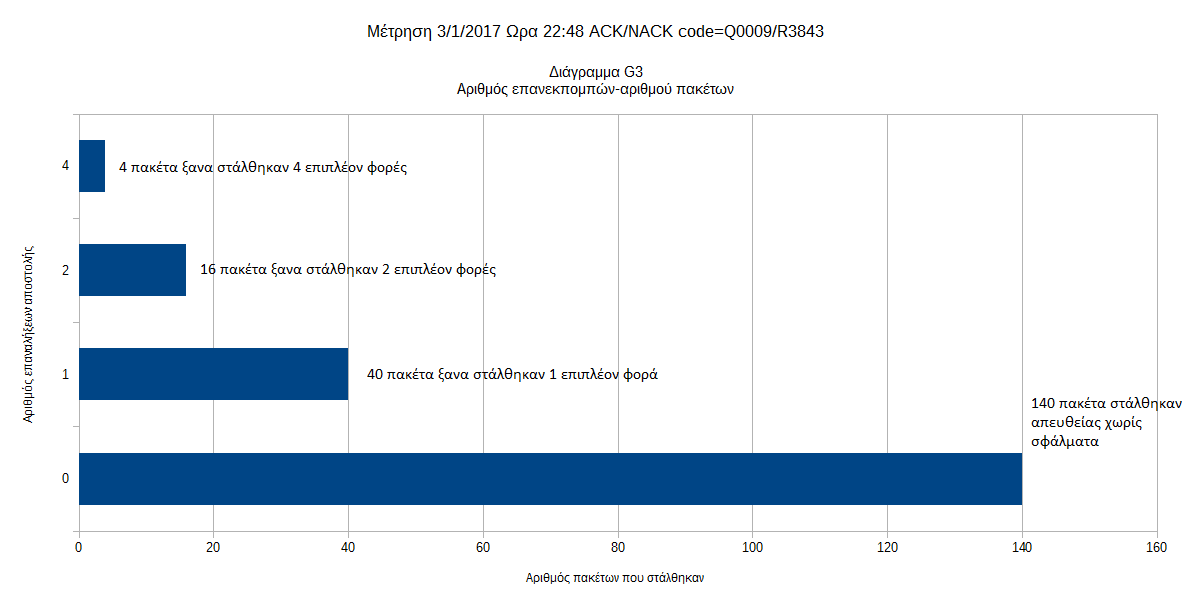 Μέτρηση 3/1/2017 Ωρα 22:48 ACK/NACK code=Q0009/R3843
Διάγραμμα G3
Αριθμός επανεκπομπών-αριθμού πακέτων
Αριθμός επαναλήξεων αποστολής
4
4 πακέτα ξανα στάλθηκαν 4 επιπλέον φορές
2
16 πακέτα ξανα στάλθηκαν 2 επιπλέον φορές
1
40 πακέτα ξανα στάλθηκαν 1 επιπλέον φορά
140 πακέτα στάλθηκαν
απευθείας χωρίς
σφάλματα
0
0 20 40 60 80 100 120 140 160
Αριθμός πακέτων που στάλθηκαν